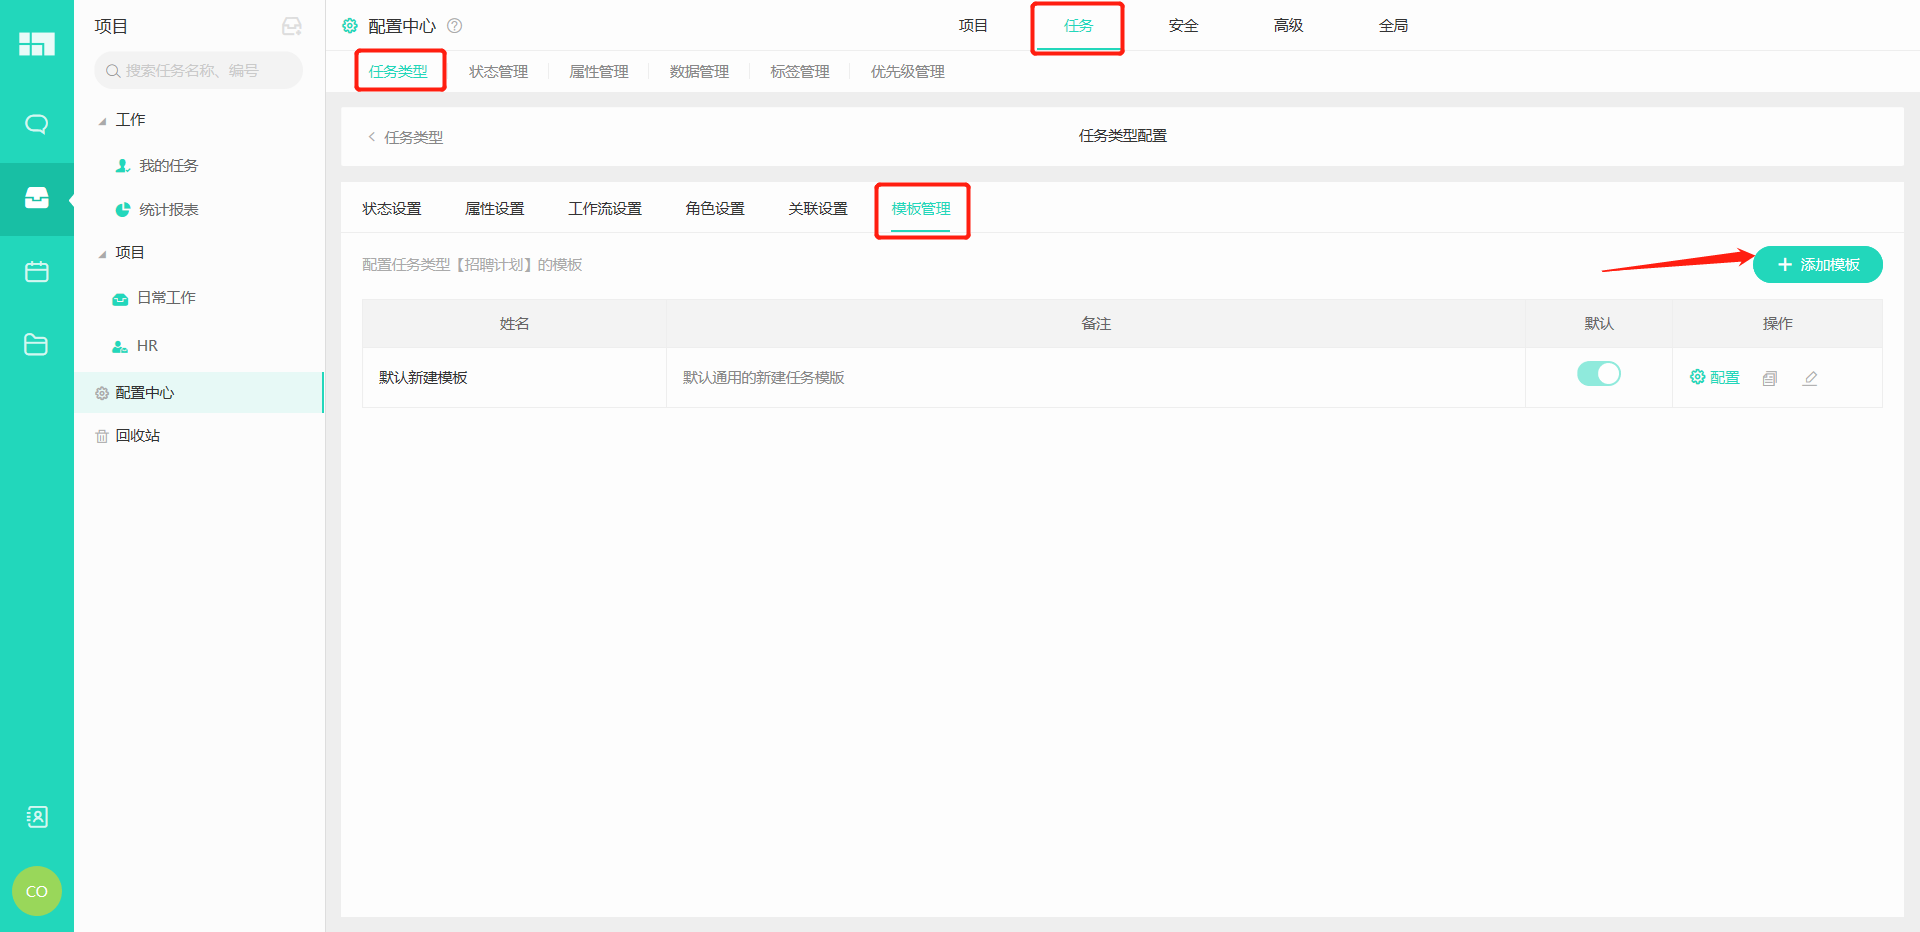 项目
搜索任务名称、编号
工作
我的任务
统计报表
项目
日常工作
HR
配置中心
回收站
CO
配置中心
项目
任务
安全
高级
全局
任务类型
状态管理
属性管理
数据管理
标签管理
优先级管理
任务类型
任务类型配置
状态设置
属性设置
工作流设置
角色设置
关联设置
模板管理
配置任务类型【招聘计划】的模板
添加模板
姓名
备注
默认
操作
默认新建模板
默认通用的新建任务模版
配置